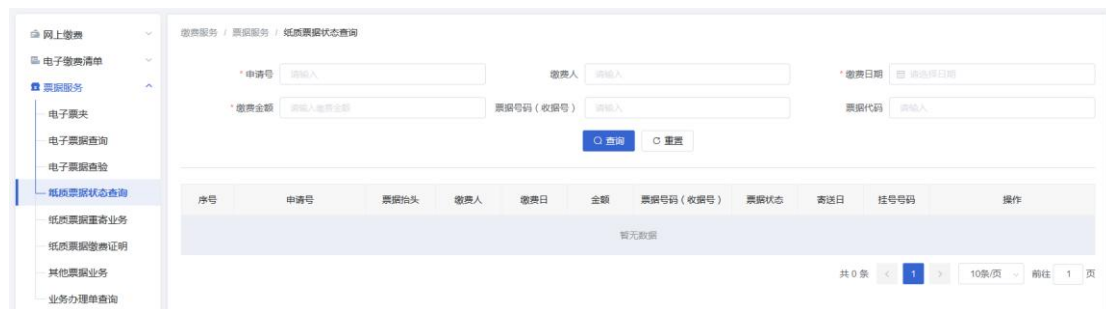 网上缴费
电子缴费清单
票据服务
电子票夹
电子票据查询
电子票据查验
纸质票据状态查询
纸质票据重寄业务
纸质票据缴费证明
其他票据业务
业务办理单查询
缴费服务 / 票据服务 / 纸质票据状态查询
* 申请号 请输入 缴费人 请输入 * 缴费日期 请选择日期
* 缴费金额 请输入缴费金额 票据号码（收据号） 请输入 票据代码 请输入
查询 重置
序号 申请号 票据抬头 缴费人 缴费日 金额 票据号码（收据号） 票据状态 寄送日 挂号号码 操作
暂无数据
共 0 条 < 1 > 10条/页 前往 1 页